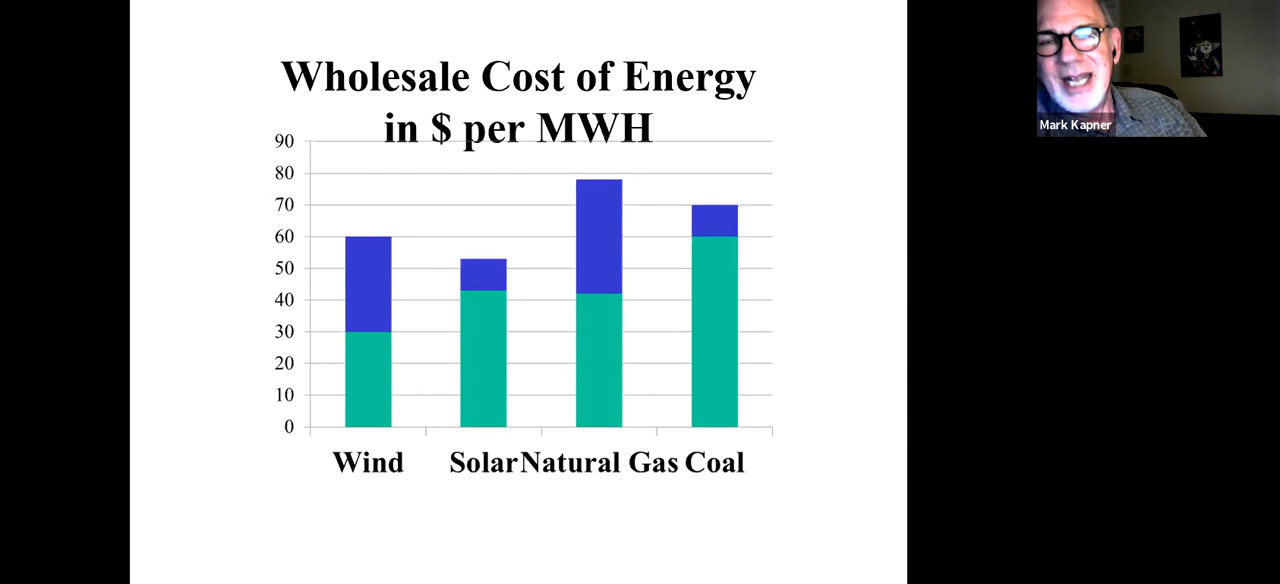 Wholesale Cost of Energy
in $ per MWH
90
80
70
60
50
40
30
20
10
0
Wind Solar Natural Gas Coal
Mark Kapner